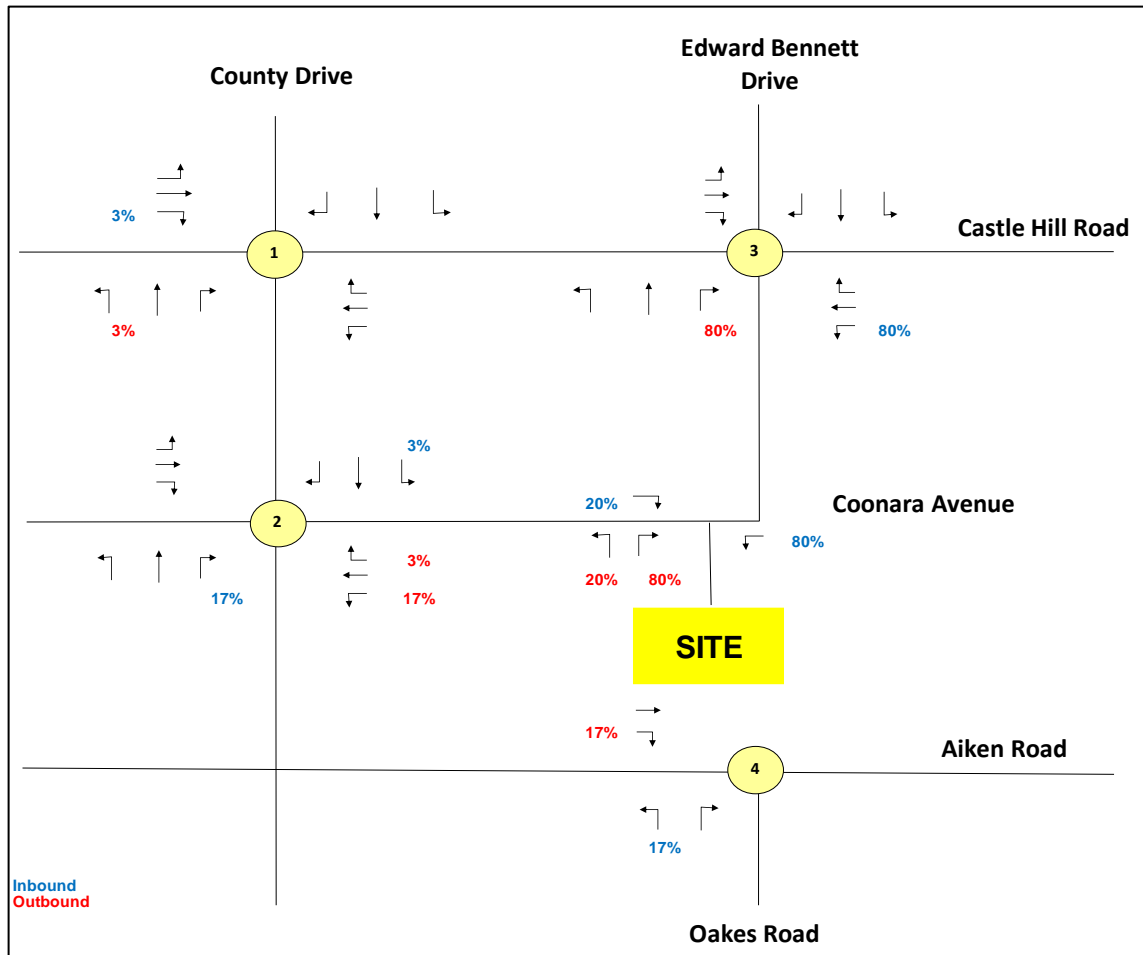 County Drive
Edward Bennett
Drive
3%
1
3
Castle Hill Road
3%
80%
80%
3%
20%
2
Coonara Avenue
80%
3%
17%
17%
20%
80%
SITE
17%
Aiken Road
4
17%
Inbound
Outbound
Oakes Road